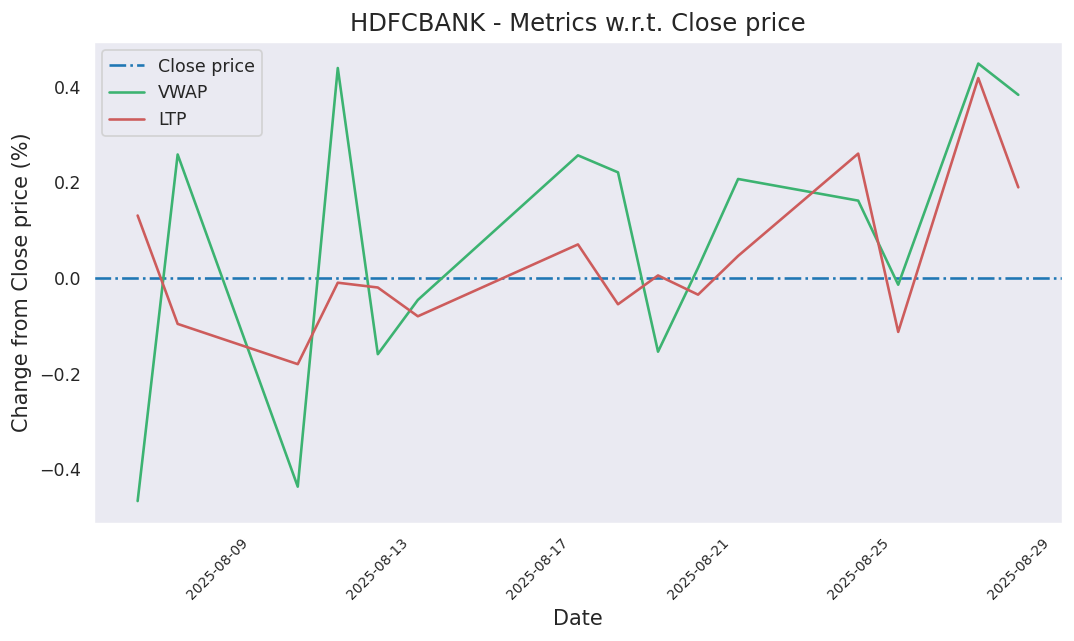 HDFCBANK - Metrics w.r.t. Close price
Close price
VWAP
LTP
Change from Close price (%)
0.4
0.2
0.0
−0.2
−0.4
2025-08-09
2025-08-13
2025-08-17
2025-08-21
2025-08-25
2025-08-29
Date